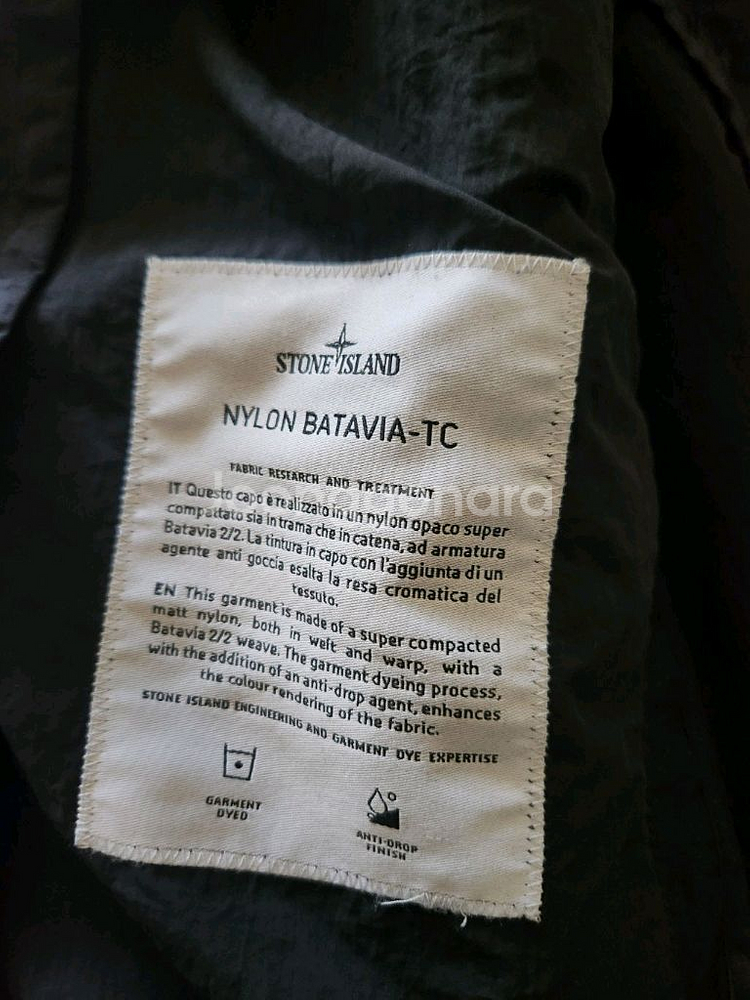 STONE ISLAND
NYLON BATAVIA-TC
FABRIC RESEARCH AND TREATMENT
IT Questo capo è realizzato in un nylon opaco super
compattato sia in trama che in catena, ad armatura
Batavia 2/2. La tintura in capo con l'aggiunta di un
agente anti goccia esalta la resa cromatica del
tessuto.
EN This garment is made of a super compacted
matt nylon, both in weft and warp, with a
Batavia 2/2 weave. The garment dyeing process,
with the addition of an anti-drop agent, enhances
the colour rendering of the fabric.
STONE ISLAND ENGINEERING AND GARMENT DYE EXPERTISE
GARMENT
DYED
ANTI-DROP
FINISH